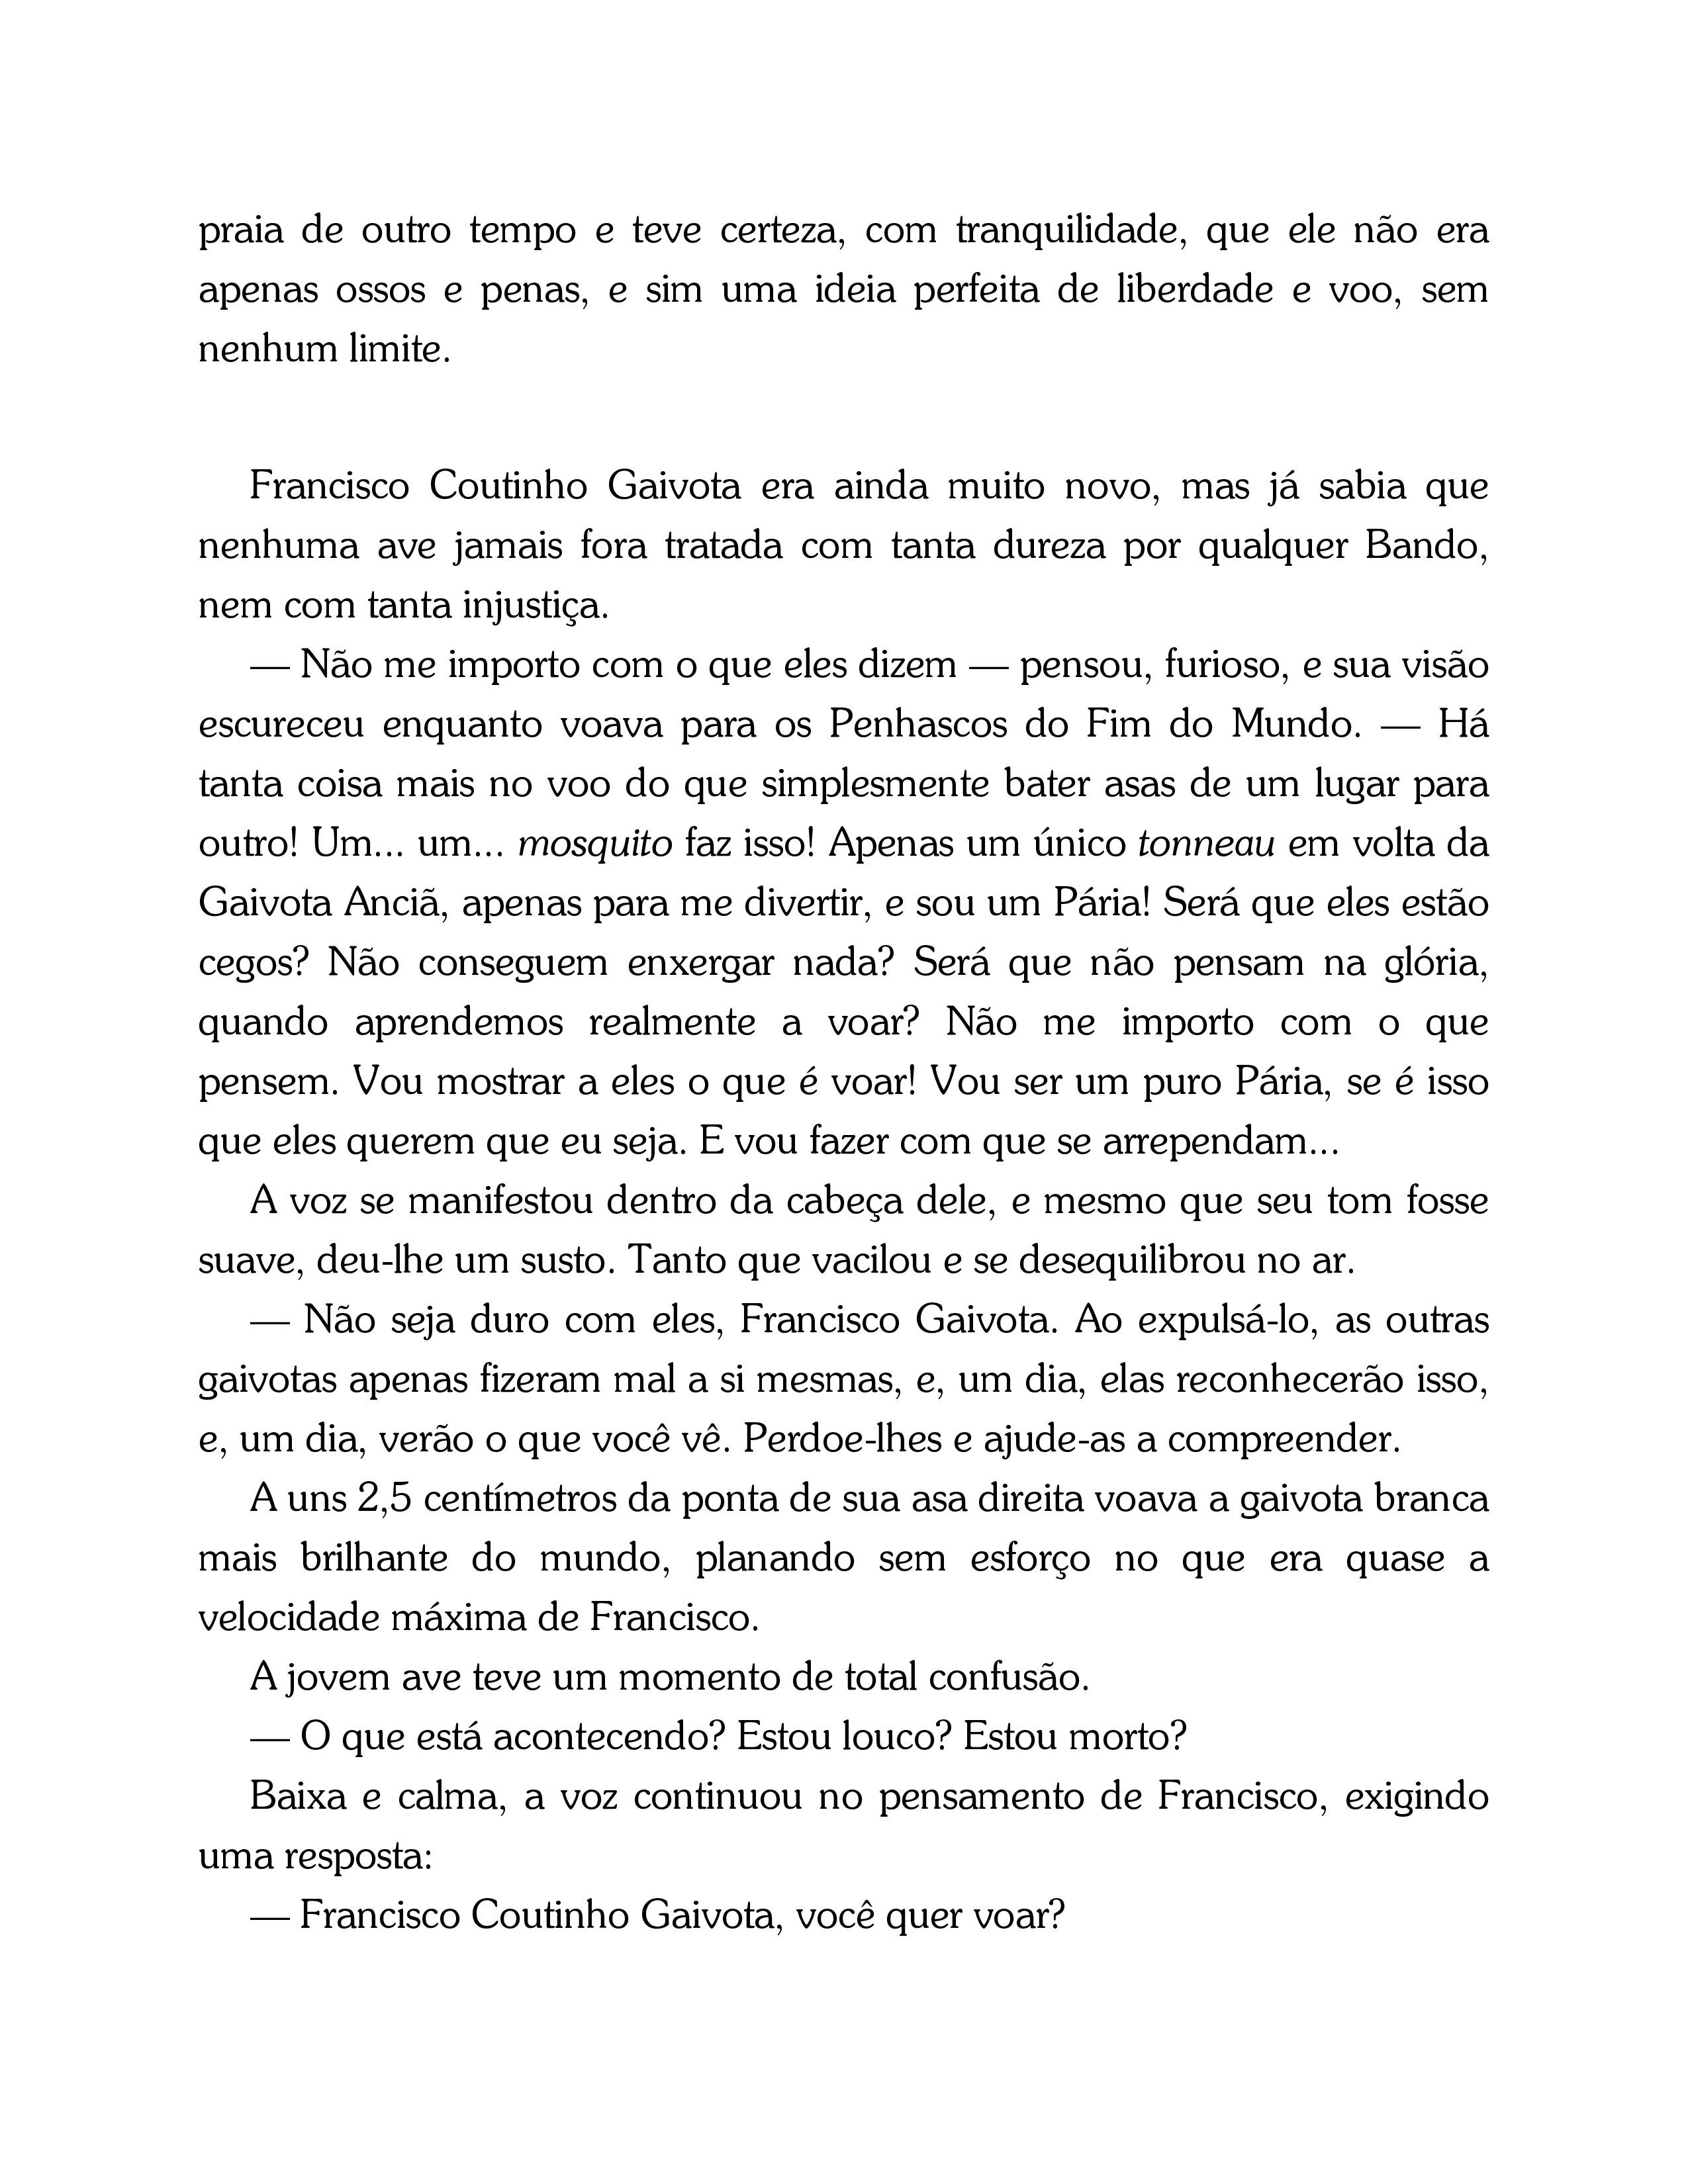 praia de outro tempo e teve certeza, com tranquilidade, que ele não era
apenas ossos e penas, e sim uma ideia perfeita de liberdade e voo, sem
nenhum limite.
Francisco Coutinho Gaivota era ainda muito novo, mas já sabia que
nenhuma ave jamais fora tratada com tanta dureza por qualquer Bando,
nem com tanta injustiça.
— Não me importo com o que eles dizem — pensou, furioso, e sua visão
escureceu enquanto voava para os Penhascos do Fim do Mundo. — Há
tanta coisa mais no voo do que simplesmente bater asas de um lugar para
outro! Um... um... mosquito faz isso! Apenas um único tonneau em volta da
Gaivota Anciã, apenas para me divertir, e sou um Pária! Será que eles estão
cegos? Não conseguem enxergar nada? Será que não pensam na glória,
quando aprendemos realmente a voar? Não me importo com o que
pensem. Vou mostrar a eles o que é voar! Vou ser um puro Pária, se é isso
que eles querem que eu seja. E vou fazer com que se arrependam...
A voz se manifestou dentro da cabeça dele, e mesmo que seu tom fosse
suave, deu-lhe um susto. Tanto que vacilou e se desequilibrou no ar.
— Não seja duro com eles, Francisco Gaivota. Ao expulsá-lo, as outras
gaivotas apenas fizeram mal a si mesmas, e, um dia, elas reconhecerão isso,
e, um dia, verão o que você vê. Perdoe-lhes e ajude-as a compreender.
A uns 2,5 centímetros da ponta de sua asa direita voava a gaivota branca
mais brilhante do mundo, planando sem esforço no que era quase a
velocidade máxima de Francisco.
A jovem ave teve um momento de total confusão.
— O que está acontecendo? Estou louco? Estou morto?
Baixa e calma, a voz continuou no pensamento de Francisco, exigindo
uma resposta:
— Francisco Coutinho Gaivota, você quer voar?